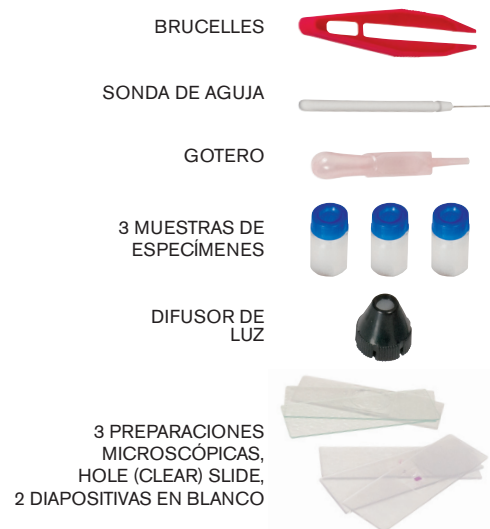 BRUCELLES
SONDA DE AGUJA
GOTERO
3 MUESTRAS DE
ESPECÍMENES
DIFUSOR DE
LUZ
3 PREPARACIONES
MICROSCÓPICAS,
HOLE (CLEAR) SLIDE,
2 DIAPOSITIVAS EN BLANCO